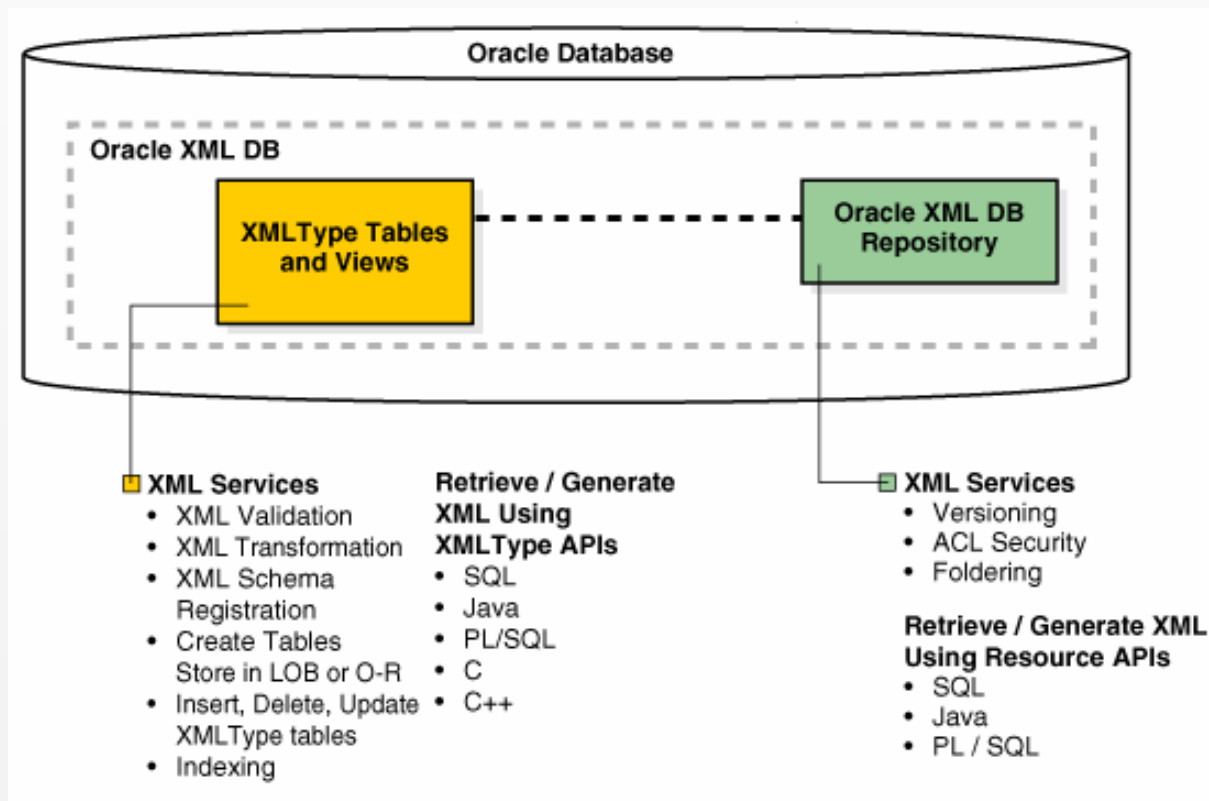 Oracle Database
Oracle XML DB
XMLType Tables
and Views
Oracle XML DB
Repository
XML Services
• XML Validation
• XML Transformation
• XML Schema
Registration
• Create Tables
Store in LOB or O-R
• Insert, Delete, Update
XMLType tables
• Indexing
Retrieve / Generate
XML Using
XMLType APIs
• SQL
• Java
• PL/SQL
• C
• C++
XML Services
• Versioning
• ACL Security
• Foldering
Retrieve / Generate XML
Using Resource APIs
• SQL
• Java
• PL / SQL